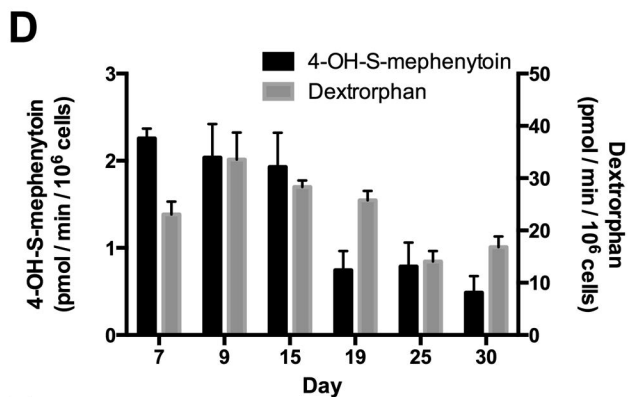 D
4-OH-S-mephenytoin
Dextrorphan
4-OH-S-mephenytoin
(pmol / min / 10⁶ cells)
3
2
1
0
50
40
30
20
10
0
Dextrorphan
(pmol / min / 10⁶ cells)
7 9 15 19 25 30
Day